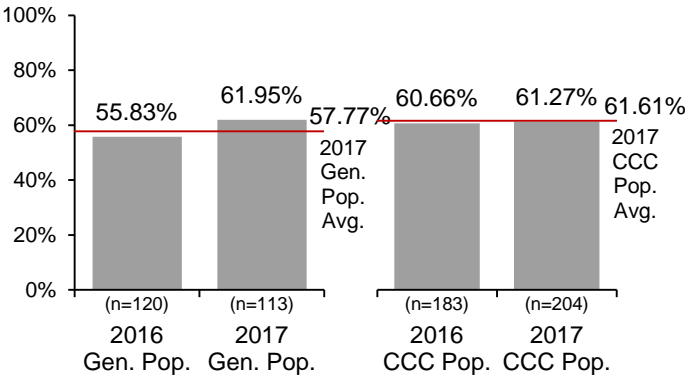 100%
80%
60%
40%
20%
0%
55.83%
61.95%
57.77%
2017
Gen.
Pop.
Avg.
60.66%
61.27%
61.61%
2017
CCC
Pop.
Avg.
(n=120)
(n=113)
(n=183)
(n=204)
2016
Gen. Pop.
2017
Gen. Pop.
2016
CCC Pop.
2017
CCC Pop.